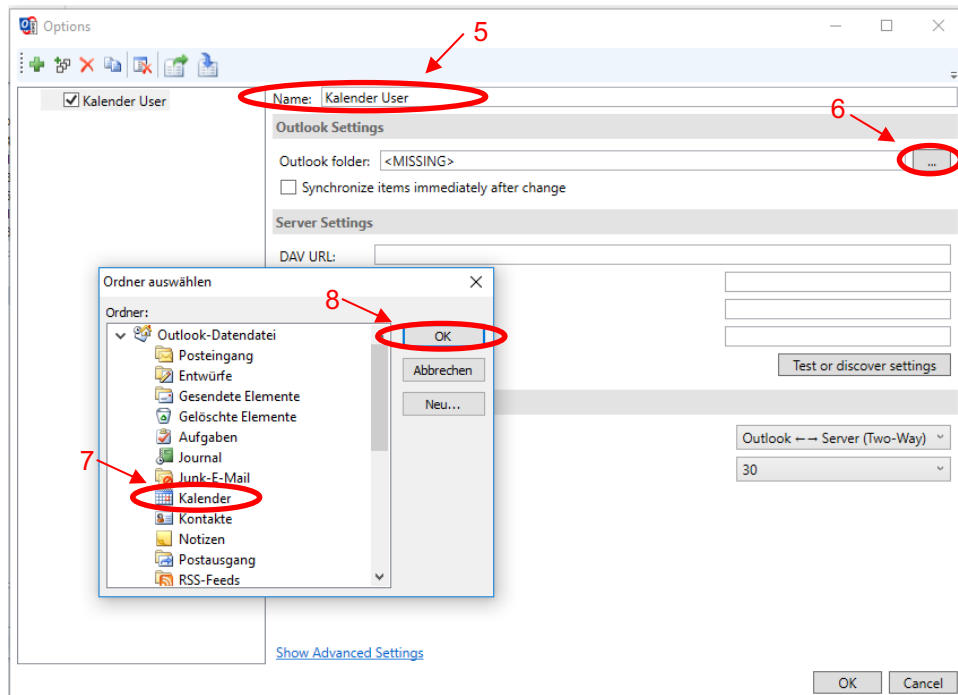 Options
5
Kalender User
Name: Kalender User
6
Outlook Settings
Outlook folder: <MISSING>
...
Synchronize items immediately after change
Server Settings
DAV URL:
Ordner auswählen
8
Ordner:
Outlook-Datendatei
OK
Posteingang
Entwürfe
Abbrechen
Gesendete Elemente
Neu...
Gelöschte Elemente
Aufgaben
Journal
7
Junk-E-Mail
Kalender
Kontakte
Notizen
Postausgang
RSS-Feeds
Test or discover settings
Outlook ←→ Server (Two-Way)
30
Show Advanced Settings
OK
Cancel